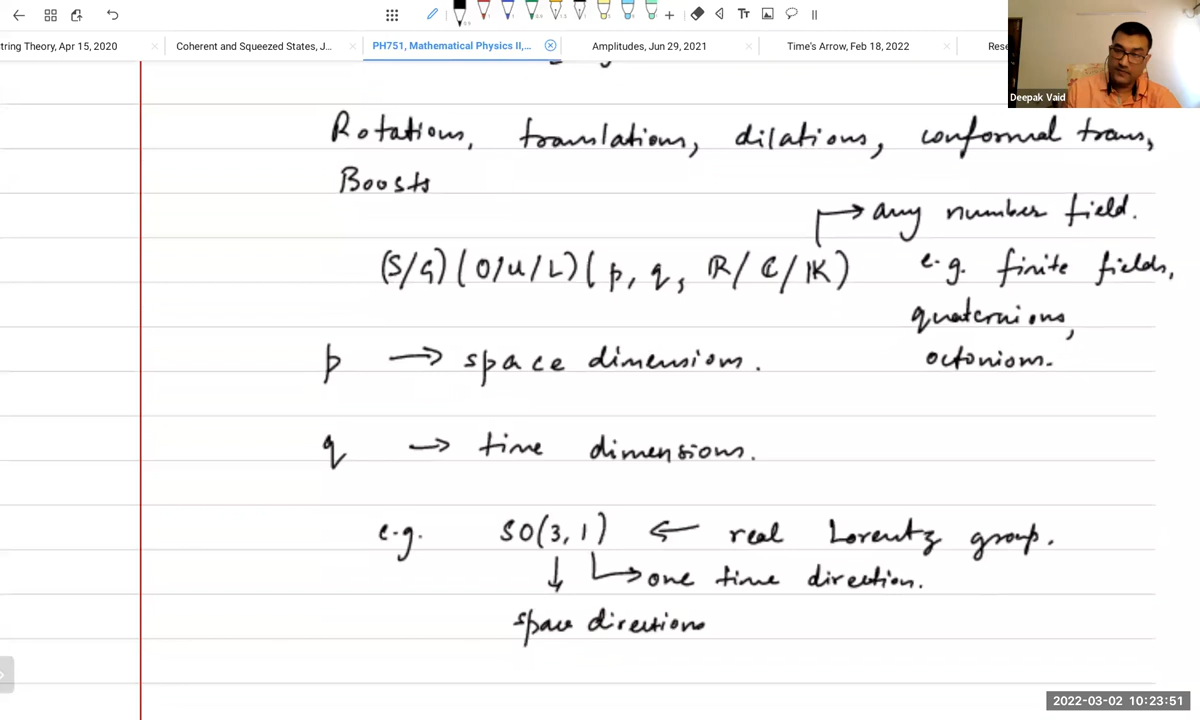 tring Theory, Apr 15, 2020 Coherent and Squeezed States, J... PH751, Mathematical Physics II,... Amplitudes, Jun 29, 2021 Time's Arrow, Feb 18, 2022 Rese
Deepak Vaid
Rotations, translations, dilations, conformal trans,
Boosts
→ any number field.
(S/G)(O/U/L)(p, q, ℝ/ℂ/𝕂) e.g. finite fields,
quaternions,
p → space dimensions. octonions.
q → time dimensions.
e.g. SO(3,1) ← real Lorentz group.
↓ → one time direction.
space directions
2022-03-02 10:23:51